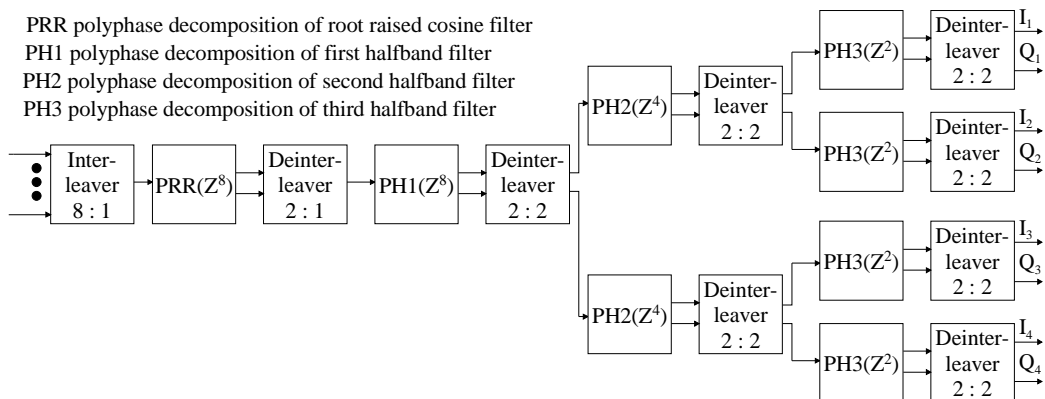 PRR polyphase decomposition of root raised cosine filter
PH1 polyphase decomposition of first halfband filter
PH2 polyphase decomposition of second halfband filter
PH3 polyphase decomposition of third halfband filter
Inter-
leaver
8 : 1
PRR(Z⁸)
Deinter-
leaver
2 : 1
PH1(Z⁸)
Deinter-
leaver
2 : 2
PH2(Z⁴)
Deinter-
leaver
2 : 2
PH3(Z²)
Deinter-
leaver
2 : 2
I₁
Q₁
PH3(Z²)
Deinter-
leaver
2 : 2
I₂
Q₂
PH2(Z⁴)
Deinter-
leaver
2 : 2
PH3(Z²)
Deinter-
leaver
2 : 2
I₃
Q₃
PH3(Z²)
Deinter-
leaver
2 : 2
I₄
Q₄